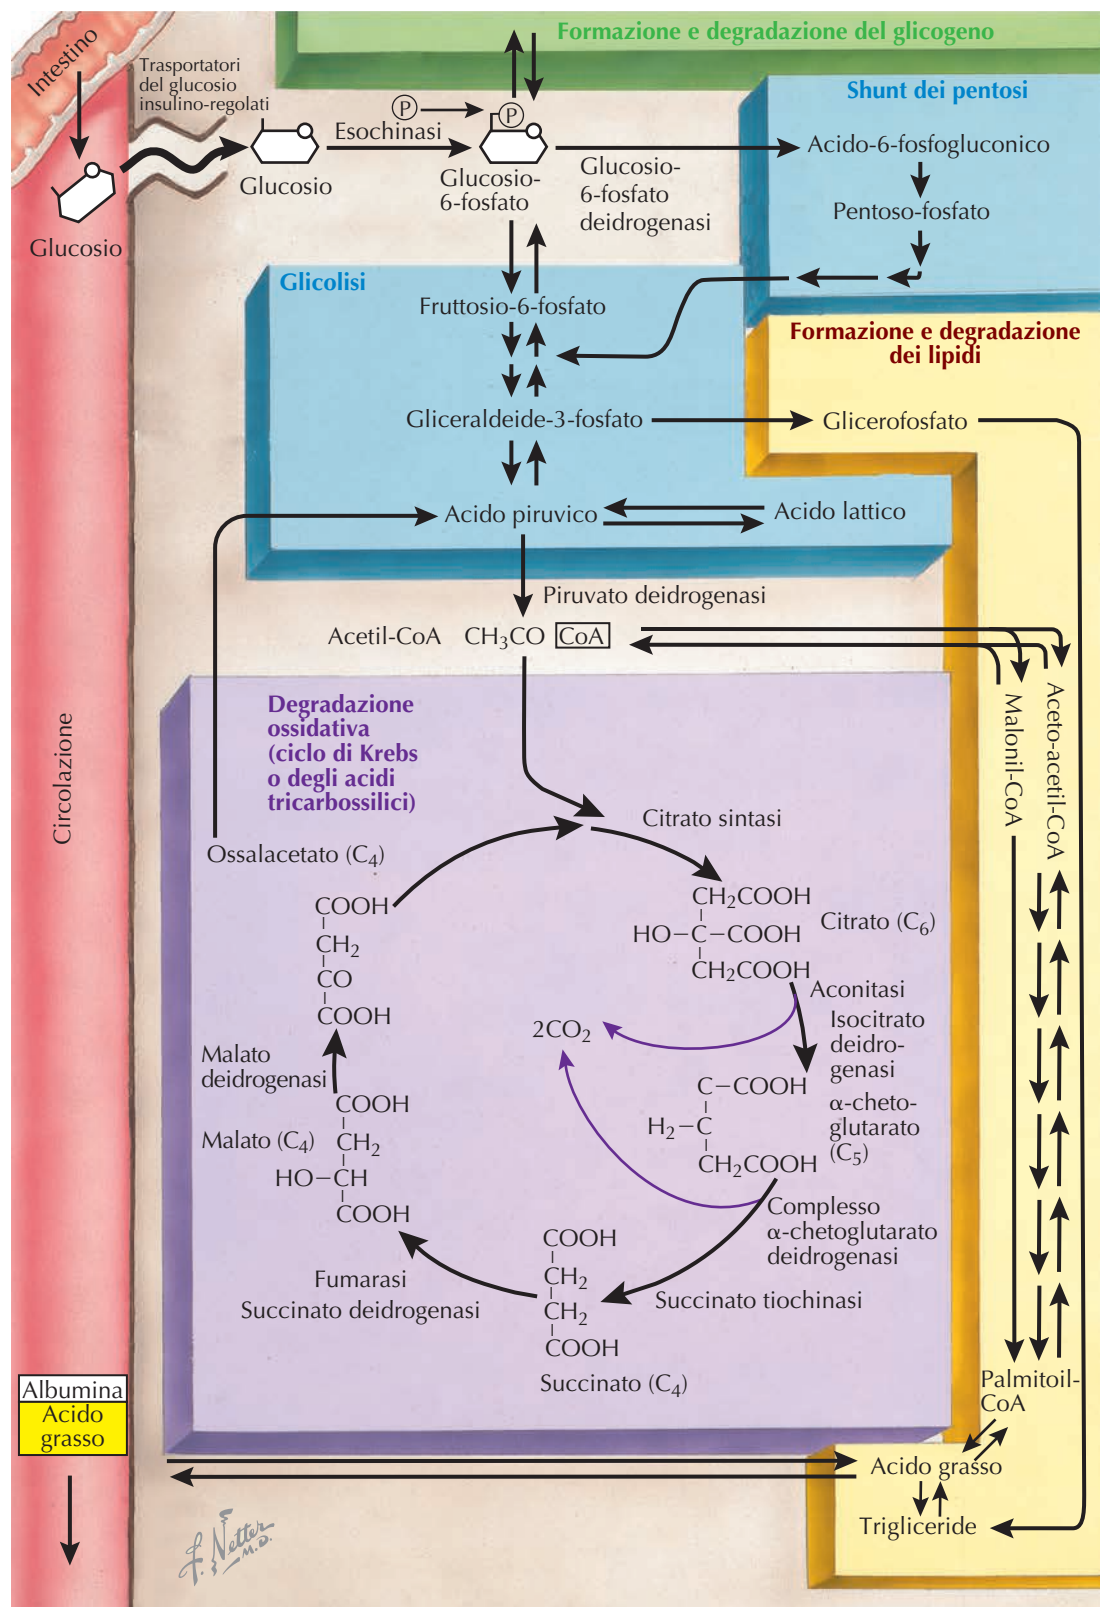 Formazione e degradazione del glicogeno
Intestino
Trasportatori
del glucosio
insulino-regolati
Shunt dei pentosi
P
P
Esochinasi
Glucosio
Glucosio
Glucosio-
6-fosfato
Glucosio-
6-fosfato
deidrogenasi
Acido-6-fosfogluconico
Pentoso-fosfato
Glicolisi
Fruttosio-6-fosfato
Formazione e degradazione
dei lipidi
Gliceraldeide-3-fosfato
Glicerofosfato
Acido piruvico
Acido lattico
Piruvato deidrogenasi
Acetil-CoA CH₃CO CoA
Malonil-CoA
Aceto-acetil-CoA
Circolazione
Degradazione
ossidativa
(ciclo di Krebs
o degli acidi
tricarbossilici)
Citrato sintasi
Ossalacetato (C₄)
COOH
CH₂
CO
COOH
CH₂COOH
HO–C–COOH
CH₂COOH
Citrato (C₆)
Aconitasi
Isocitrato
deidro-
genasi
2CO₂
C–COOH
H₂–C
CH₂COOH
α-cheto-
glutarato
(C₅)
Malato
deidrogenasi
COOH
CH₂
HO–CH
COOH
Malato (C₄)
Complesso
α-chetoglutarato
deidrogenasi
Fumarasi
Succinato deidrogenasi
COOH
CH₂
CH₂
COOH
Succinato tiochinasi
Succinato (C₄)
Albumina
Acido
grasso
Palmitoil-
CoA
Acido grasso
Trigliceride
F. Netter
M.D.